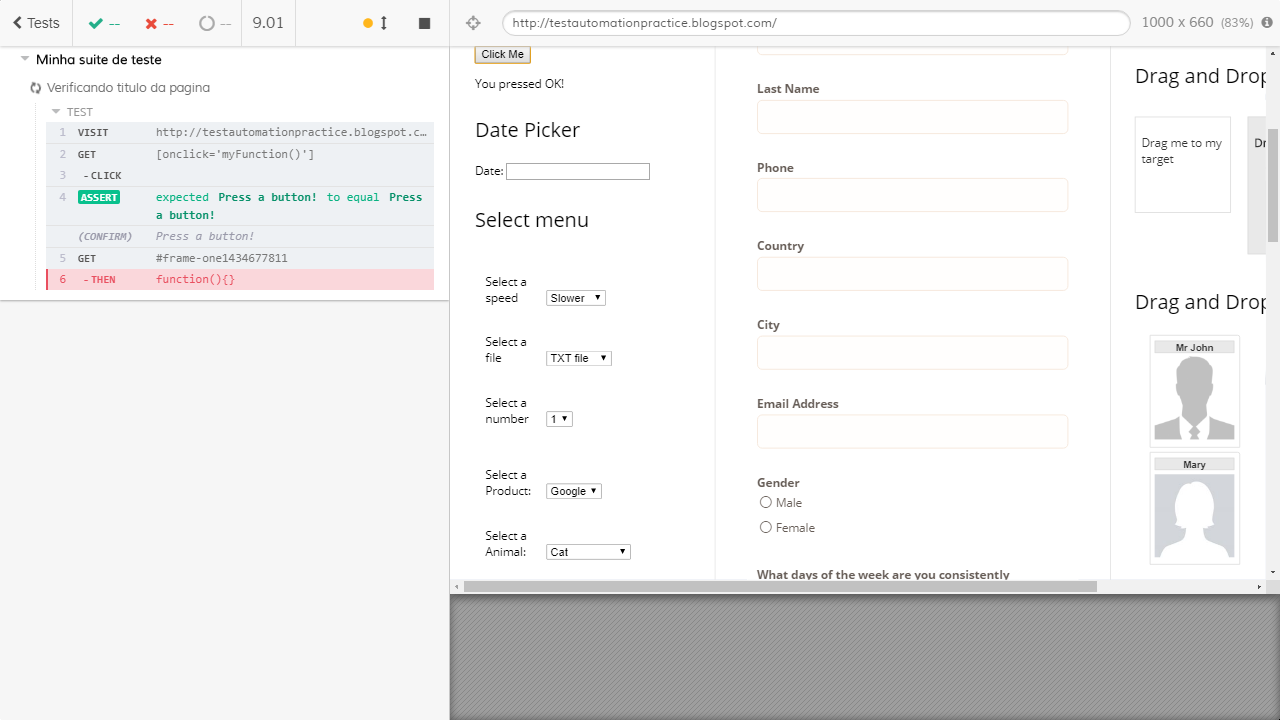 Tests
--
--
--
9.01
http://testautomationpractice.blogspot.com/
1000 x 660 (83%)
Minha suite de teste
Verificando titulo da pagina
TEST
1 VISIT http://testautomationpractice.blogspot.c…
2 GET [onclick='myFunction()']
3 - CLICK
4 ASSERT expected Press a button! to equal Press
a button!
(CONFIRM) Press a button!
5 GET #frame-one1434677811
6 - THEN function(){}
Click Me
You pressed OK!
Date Picker
Date:
Select menu
Select a
speed Slower
Select a
file TXT file
Select a
number 1
Select a
Product: Google
Select a
Animal: Cat
Last Name
Phone
Country
City
Email Address
Gender
Male
Female
What days of the week are you consistently
Drag and Drop
Drag me to my
target
Dr
Drag and Drop
Mr John
Mary